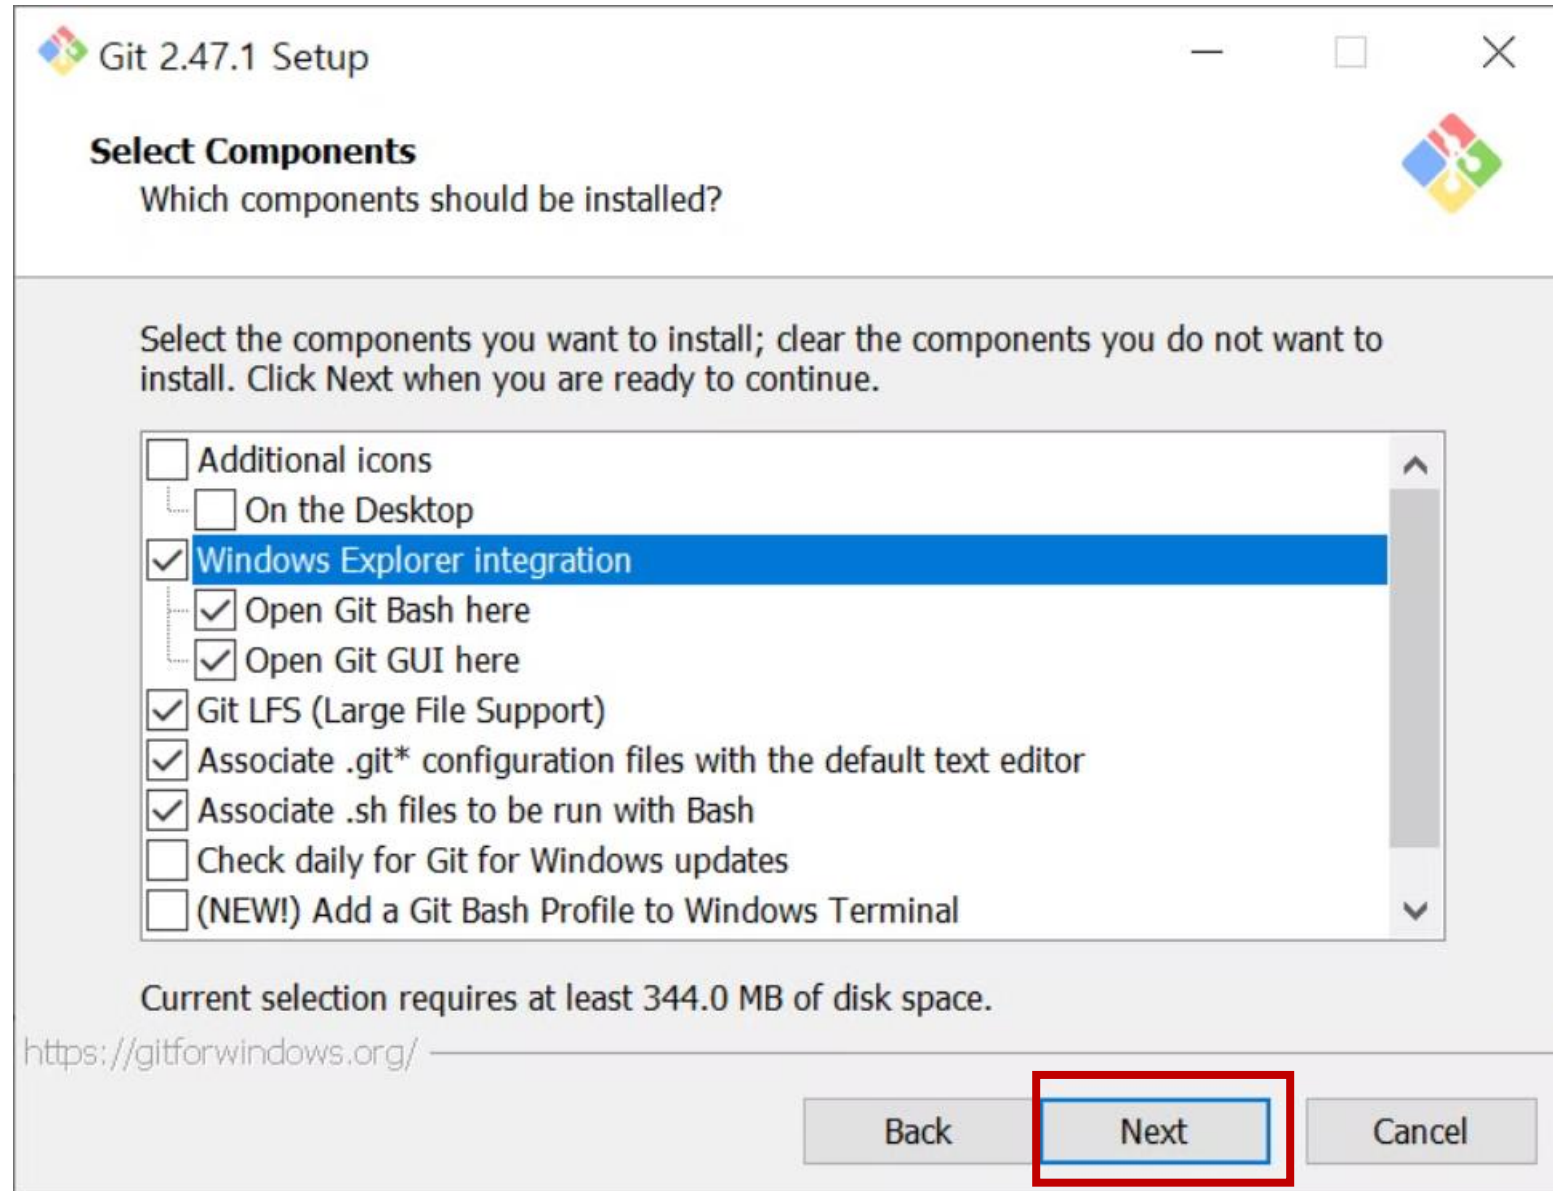 Git 2.47.1 Setup
Select Components
Which components should be installed?
Select the components you want to install; clear the components you do not want to
install. Click Next when you are ready to continue.
Additional icons
On the Desktop
Windows Explorer integration
Open Git Bash here
Open Git GUI here
Git LFS (Large File Support)
Associate .git* configuration files with the default text editor
Associate .sh files to be run with Bash
Check daily for Git for Windows updates
(NEW!) Add a Git Bash Profile to Windows Terminal
Current selection requires at least 344.0 MB of disk space.
https://gitforwindows.org/
Back Next Cancel